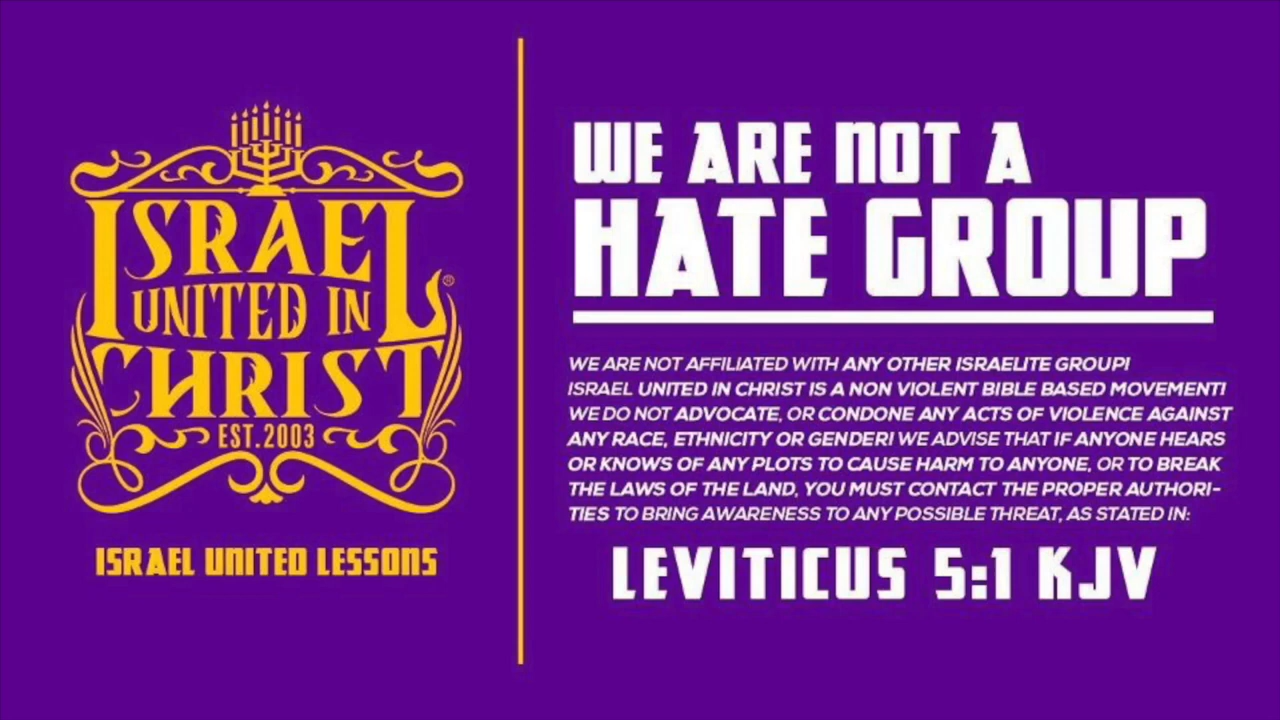 ISRAEL
UNITED IN
CHRIST
EST. 2003
®
ISRAEL UNITED LESSONS
WE ARE NOT A
HATE GROUP
WE ARE NOT AFFILIATED WITH ANY OTHER ISRAELITE GROUP!
ISRAEL UNITED IN CHRIST IS A NON VIOLENT BIBLE BASED MOVEMENT!
WE DO NOT ADVOCATE, OR CONDONE ANY ACTS OF VIOLENCE AGAINST
ANY RACE, ETHNICITY OR GENDER! WE ADVISE THAT IF ANYONE HEARS
OR KNOWS OF ANY PLOTS TO CAUSE HARM TO ANYONE, OR TO BREAK
THE LAWS OF THE LAND, YOU MUST CONTACT THE PROPER AUTHORI-
TIES TO BRING AWARENESS TO ANY POSSIBLE THREAT, AS STATED IN:
LEVITICUS 5:1 KJV